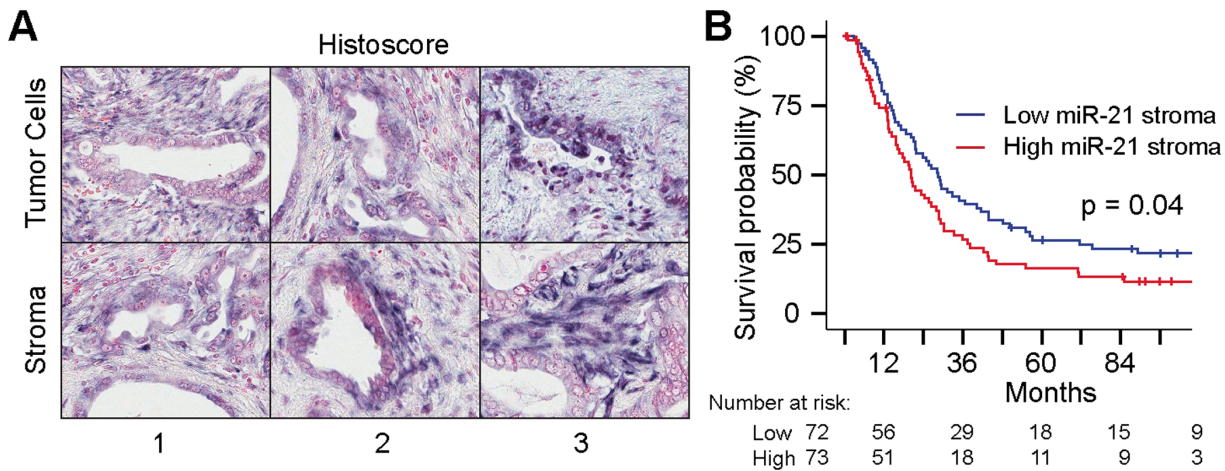 A
Histoscore
Tumor Cells
Stroma
1 2 3
B
Survival probability (%)
100
75
50
25
0
Low miR-21 stroma
High miR-21 stroma
p = 0.04
12 36 60 84
Months
Number at risk:
Low 72 56 29 18 15 9
High 73 51 18 11 9 3